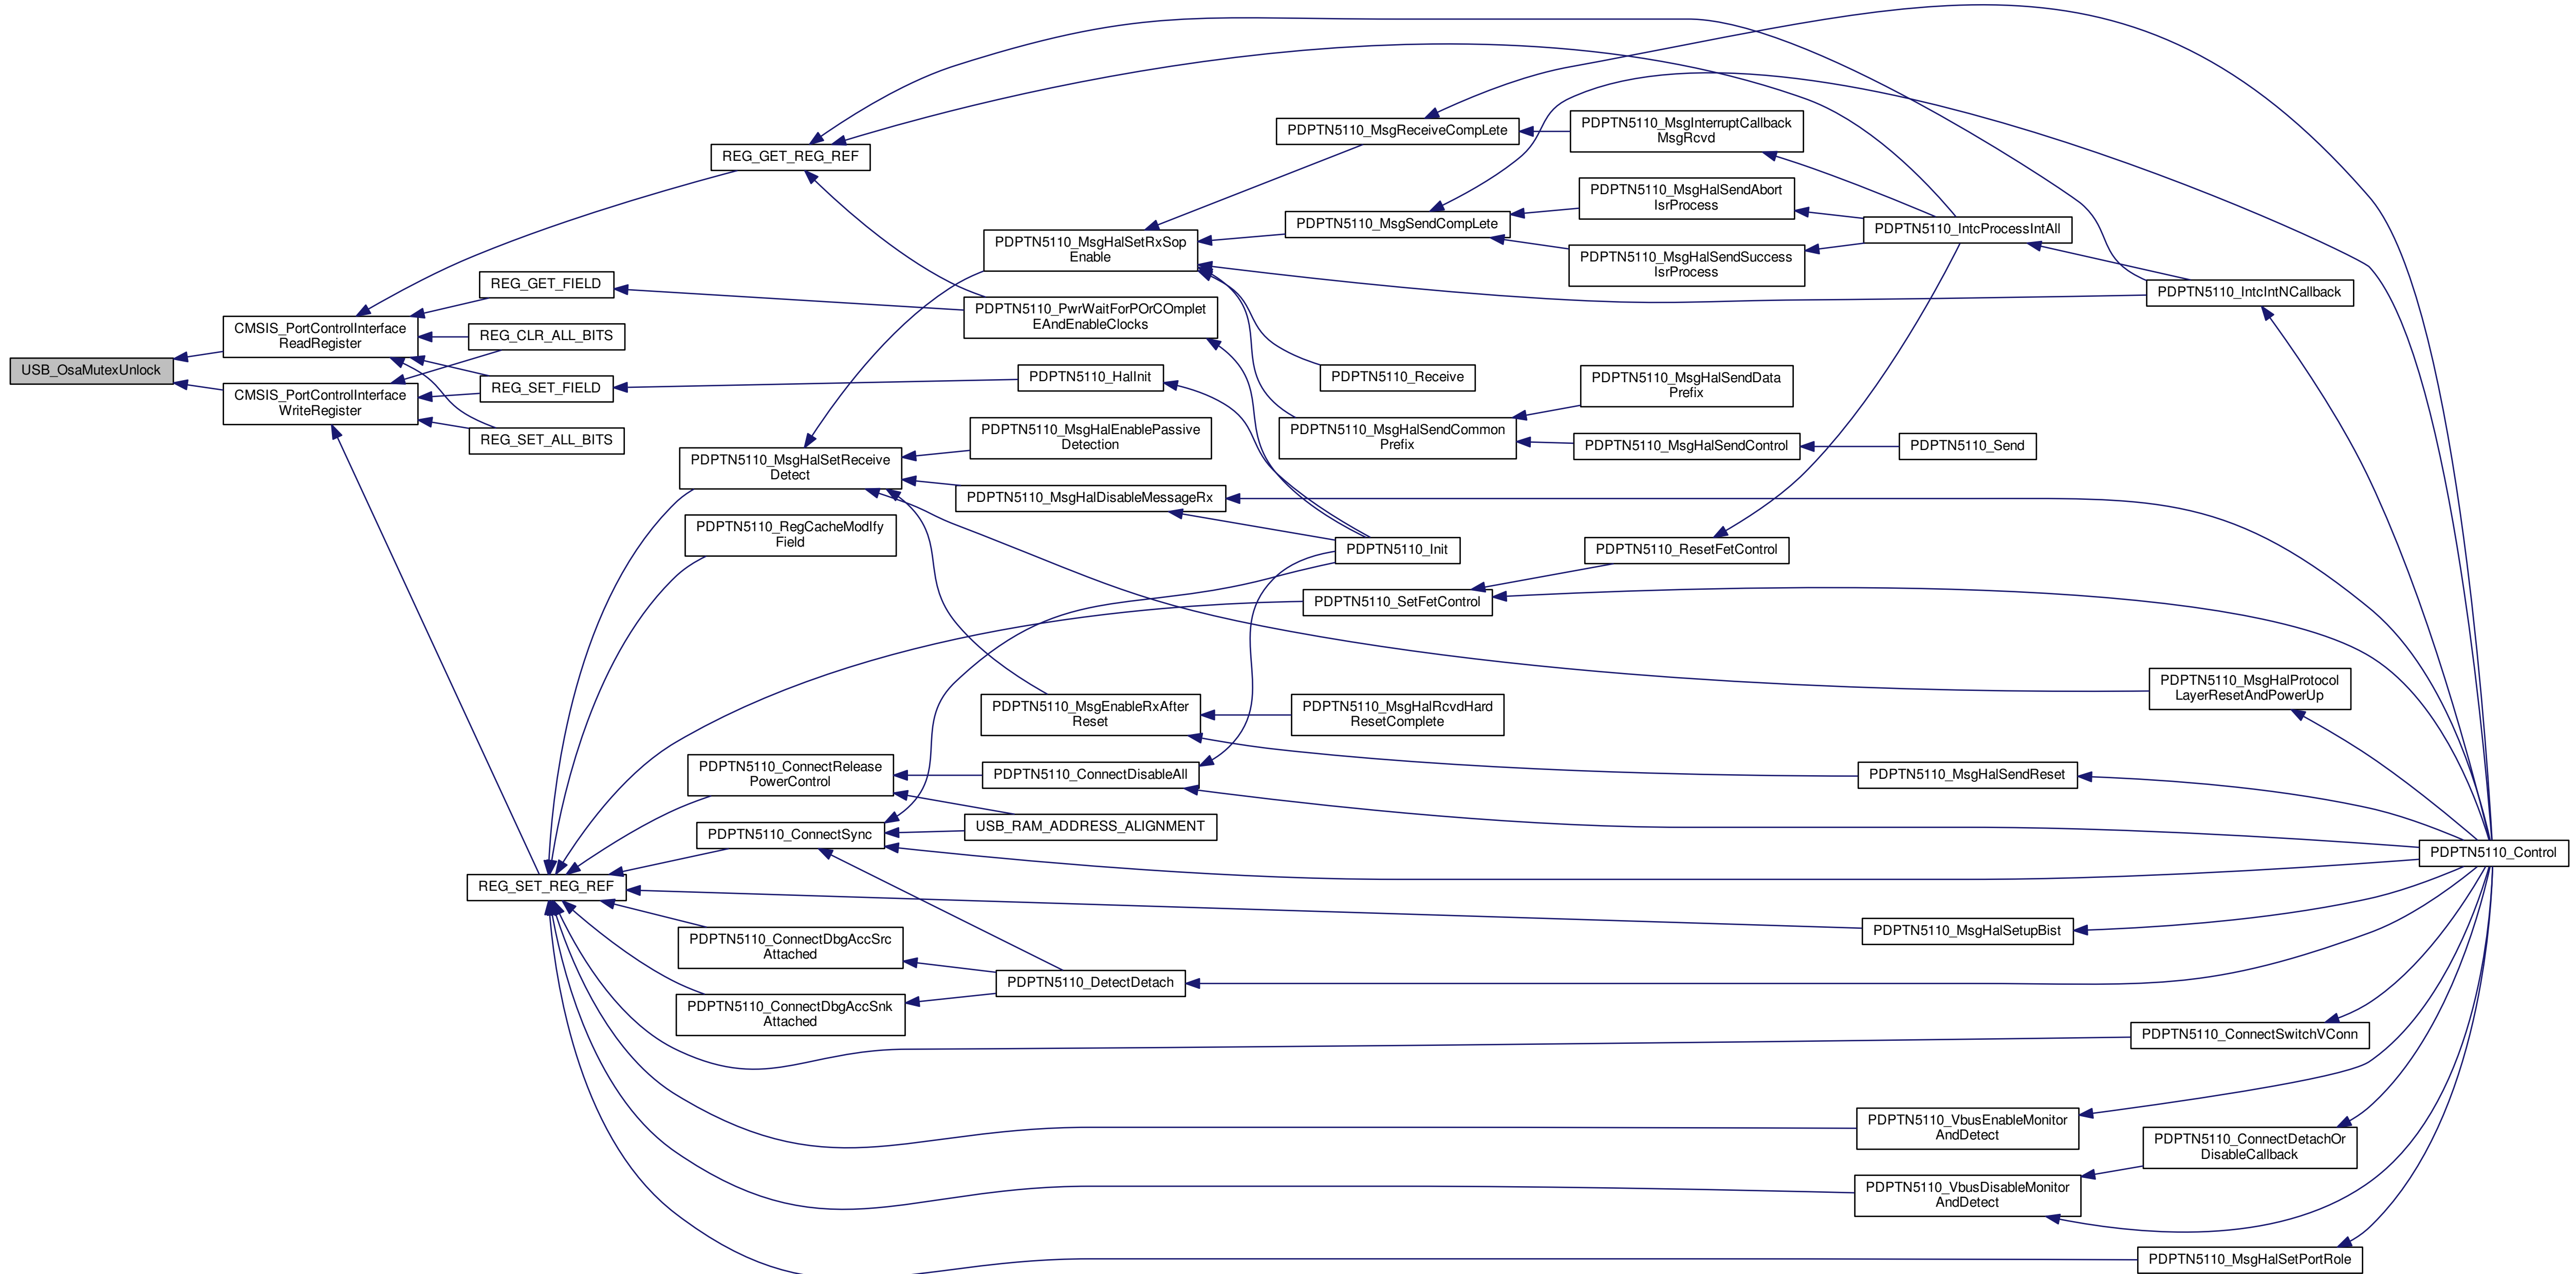 USB_OsaMutexUnlock
CMSIS_PortControlInterface
ReadRegister
CMSIS_PortControlInterface
WriteRegister
REG_GET_REG_REF
REG_GET_FIELD
REG_CLR_ALL_BITS
REG_SET_FIELD
REG_SET_ALL_BITS
REG_SET_REG_REF
PDPTN5110_MsgHalSetReceive
Detect
PDPTN5110_RegCacheModIfy
Field
PDPTN5110_ConnectRelease
PowerControl
PDPTN5110_ConnectSync
PDPTN5110_ConnectDbgAccSrc
Attached
PDPTN5110_ConnectDbgAccSnk
Attached
PDPTN5110_MsgHalSetRxSop
Enable
PDPTN5110_PwrWaitForPOrCOmplet
EAndEnableClocks
PDPTN5110_HalInit
PDPTN5110_MsgHalEnablePassive
Detection
PDPTN5110_MsgHalDisableMessageRx
PDPTN5110_MsgEnableRxAfter
Reset
PDPTN5110_ConnectDisableAll
USB_RAM_ADDRESS_ALIGNMENT
PDPTN5110_DetectDetach
PDPTN5110_MsgReceiveCompLete
PDPTN5110_MsgSendCompLete
PDPTN5110_Receive
PDPTN5110_MsgHalSendCommon
Prefix
PDPTN5110_Init
PDPTN5110_SetFetControl
PDPTN5110_MsgHalRcvdHard
ResetComplete
PDPTN5110_MsgInterruptCallback
MsgRcvd
PDPTN5110_MsgHalSendAbort
IsrProcess
PDPTN5110_MsgHalSendSuccess
IsrProcess
PDPTN5110_MsgHalSendData
Prefix
PDPTN5110_MsgHalSendControl
PDPTN5110_ResetFetControl
PDPTN5110_IntcProcessIntAll
PDPTN5110_Send
PDPTN5110_MsgHalSendReset
PDPTN5110_MsgHalSetupBist
PDPTN5110_VbusEnableMonitor
AndDetect
PDPTN5110_VbusDisableMonitor
AndDetect
PDPTN5110_IntcIntNCallback
PDPTN5110_MsgHalProtocol
LayerResetAndPowerUp
PDPTN5110_ConnectSwitchVConn
PDPTN5110_ConnectDetachOr
DisableCallback
PDPTN5110_MsgHalSetPortRole
PDPTN5110_Control